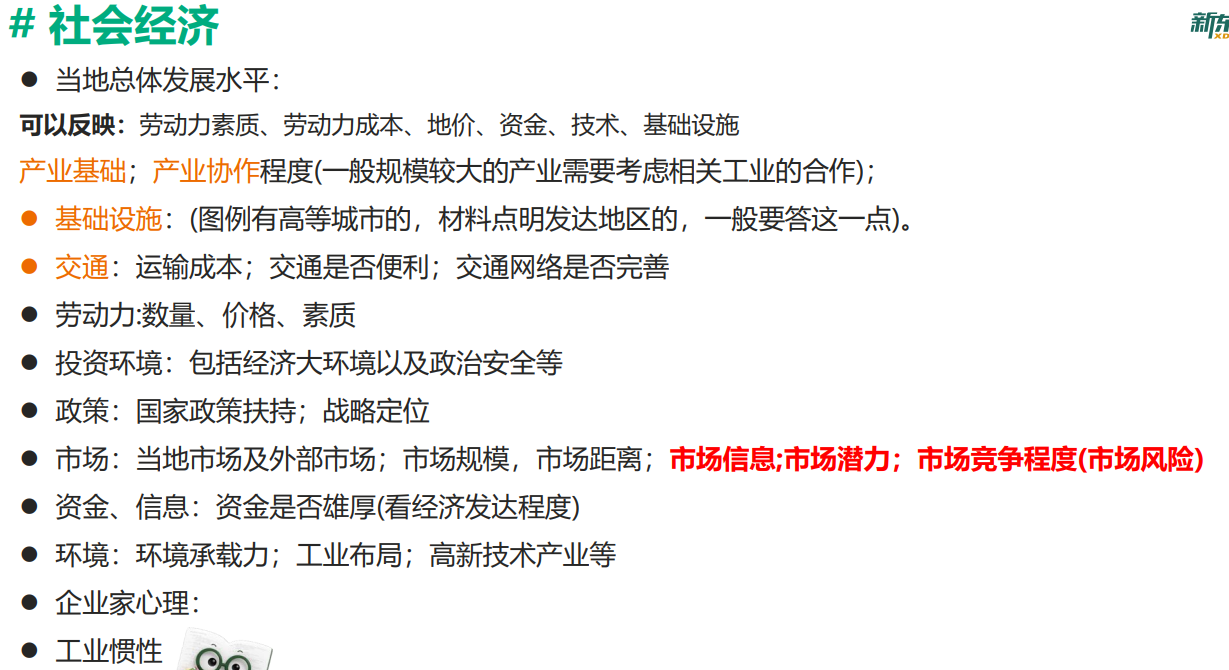 # 社会经济
新东
XD
● 当地总体发展水平：
可以反映：劳动力素质、劳动力成本、地价、资金、技术、基础设施
产业基础；产业协作程度(一般规模较大的产业需要考虑相关工业的合作)；
● 基础设施：(图例有高等城市的，材料点明发达地区的，一般要答这一点)。
● 交通：运输成本；交通是否便利；交通网络是否完善
● 劳动力:数量、价格、素质
● 投资环境：包括经济大环境以及政治安全等
● 政策：国家政策扶持；战略定位
● 市场：当地市场及外部市场；市场规模，市场距离；市场信息;市场潜力；市场竞争程度(市场风险)
● 资金、信息：资金是否雄厚(看经济发达程度)
● 环境：环境承载力；工业布局；高新技术产业等
● 企业家心理：
● 工业惯性